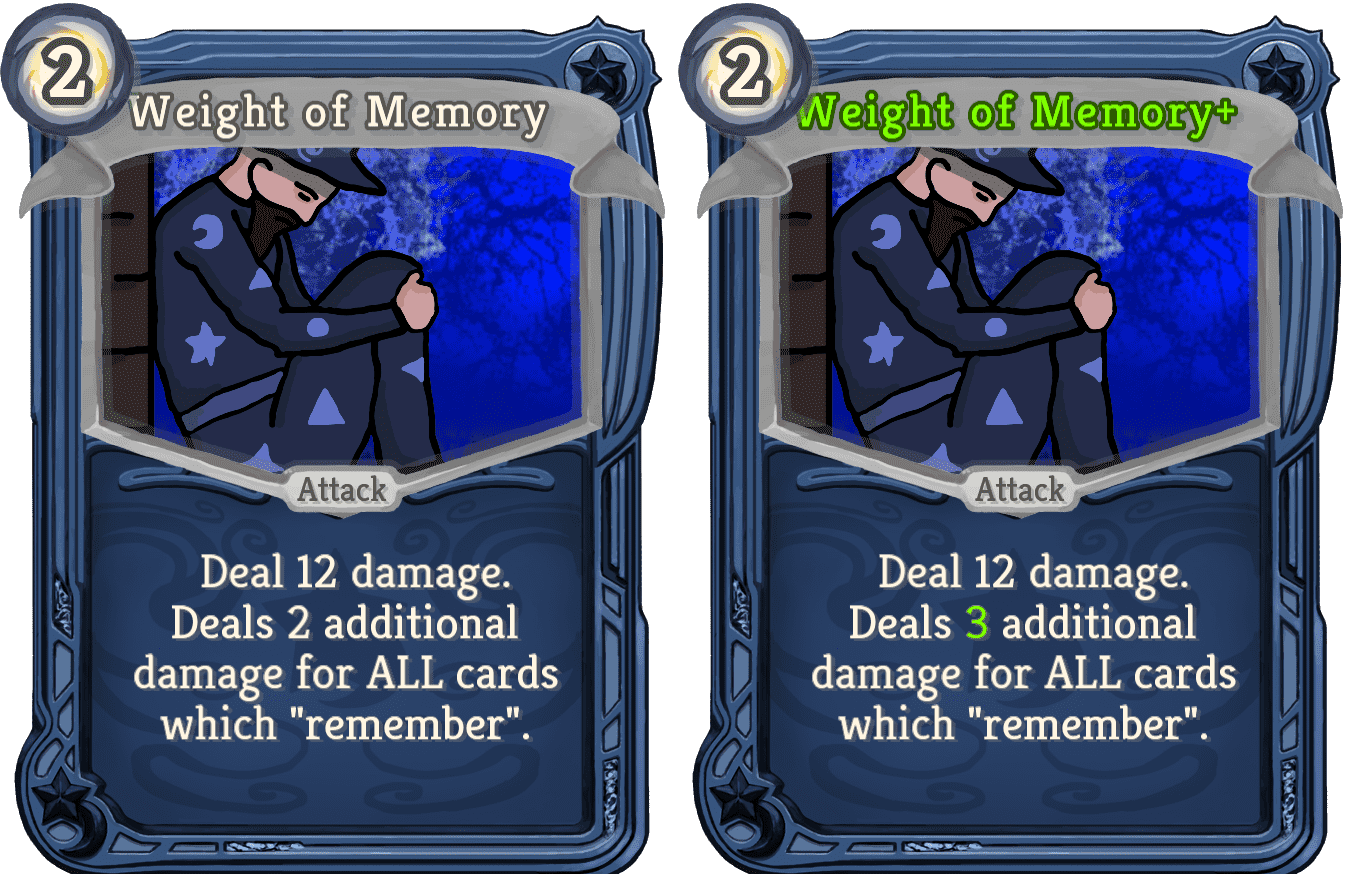 2
Weight of Memory
Attack
Deal 12 damage.
Deals 2 additional
damage for ALL cards
which "remember".
2
Weight of Memory+
Attack
Deal 12 damage.
Deals 3 additional
damage for ALL cards
which "remember".